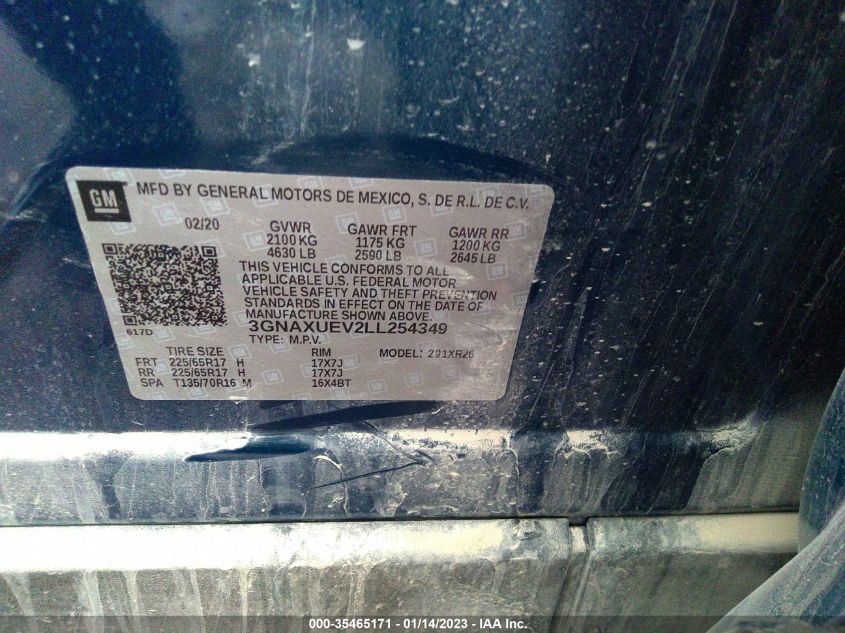 GM
MFD BY GENERAL MOTORS DE MEXICO, S. DE R.L. DE C.V.
02/20 GVWR GAWR FRT GAWR RR
2100 KG 1175 KG 1200 KG
4630 LB 2590 LB 2645 LB
THIS VEHICLE CONFORMS TO ALL
APPLICABLE U.S. FEDERAL MOTOR
VEHICLE SAFETY AND THEFT PREVENTION
STANDARDS IN EFFECT ON THE DATE OF
MANUFACTURE SHOWN ABOVE.
617D 3GNAXUEV2LL254349
TYPE: M.P.V. MODEL: 291XR26
TIRE SIZE RIM
FRT 225/65R17 H 17X7J
RR 225/65R17 H 17X7J
SPA T135/70R16 M 16X4BT
000-35465171 - 01/14/2023 - IAA Inc.